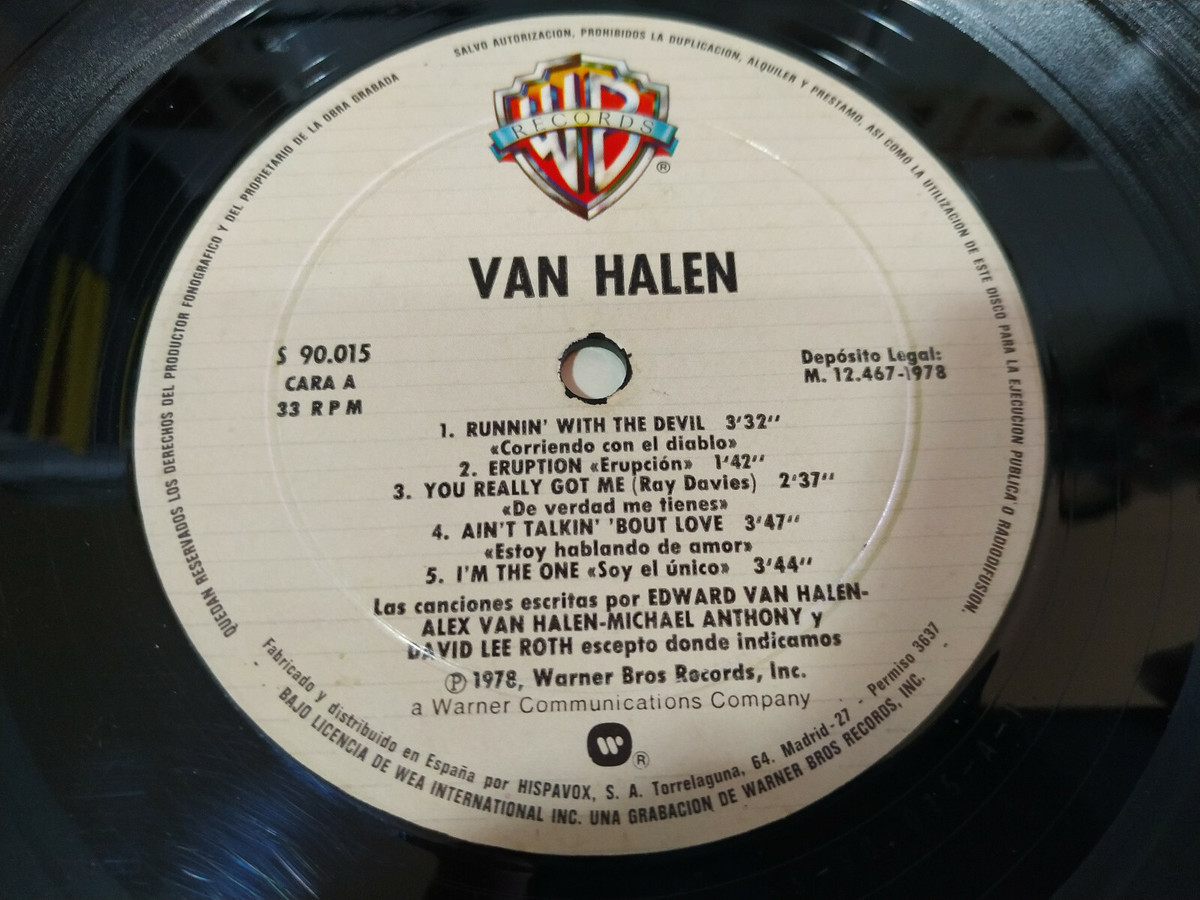 QUEDAN RESERVADOS LOS DERECHOS DEL PRODUCTOR FONOGRAFICO Y DEL PROPIETARIO DE LA OBRA GRABADA
SALVO AUTORIZACION, PROHIBIDOS LA DUPLICACION, ALQUILER Y PRESTAMO, ASI COMO LA UTILIZACION DE ESTE DISCO PARA LA EJECUCION PUBLICA O RADIODIFUSION.
WB
RECORDS
®
VAN HALEN
S 90.015
CARA A
33 RPM
Depósito Legal:
M. 12.467-1978
1. RUNNIN' WITH THE DEVIL 3'32''
«Corriendo con el diablo»
2. ERUPTION «Erupción» 1'42''
3. YOU REALLY GOT ME (Ray Davies) 2'37''
«De verdad me tienes»
4. AIN'T TALKIN' 'BOUT LOVE 3'47''
«Estoy hablando de amor»
5. I'M THE ONE «Soy el único» 3'44''
Las canciones escritas por EDWARD VAN HALEN-
ALEX VAN HALEN-MICHAEL ANTHONY y
DAVID LEE ROTH escepto donde indicamos
℗ 1978, Warner Bros Records, Inc.
a Warner Communications Company
®
Fabricado y distribuido en España por HISPAVOX, S. A. Torrelaguna, 64. Madrid-27 - Permiso 3637
BAJO LICENCIA DE WEA INTERNATIONAL INC. UNA GRABACION DE WARNER BROS RECORDS, INC.